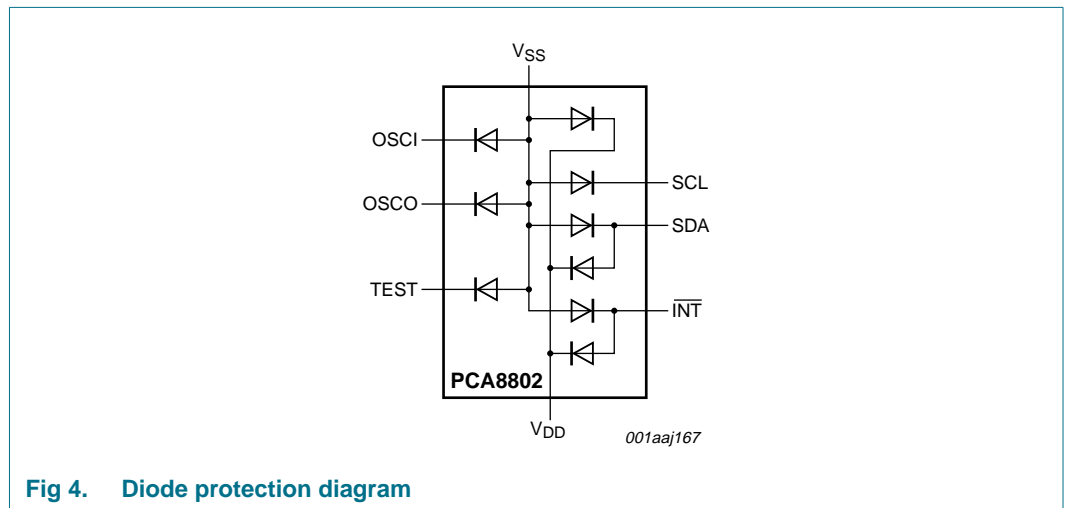 VSS
OSCI
SCL
OSCO
SDA
TEST
INT
PCA8802
VDD
001aaj167
Fig 4. Diode protection diagram